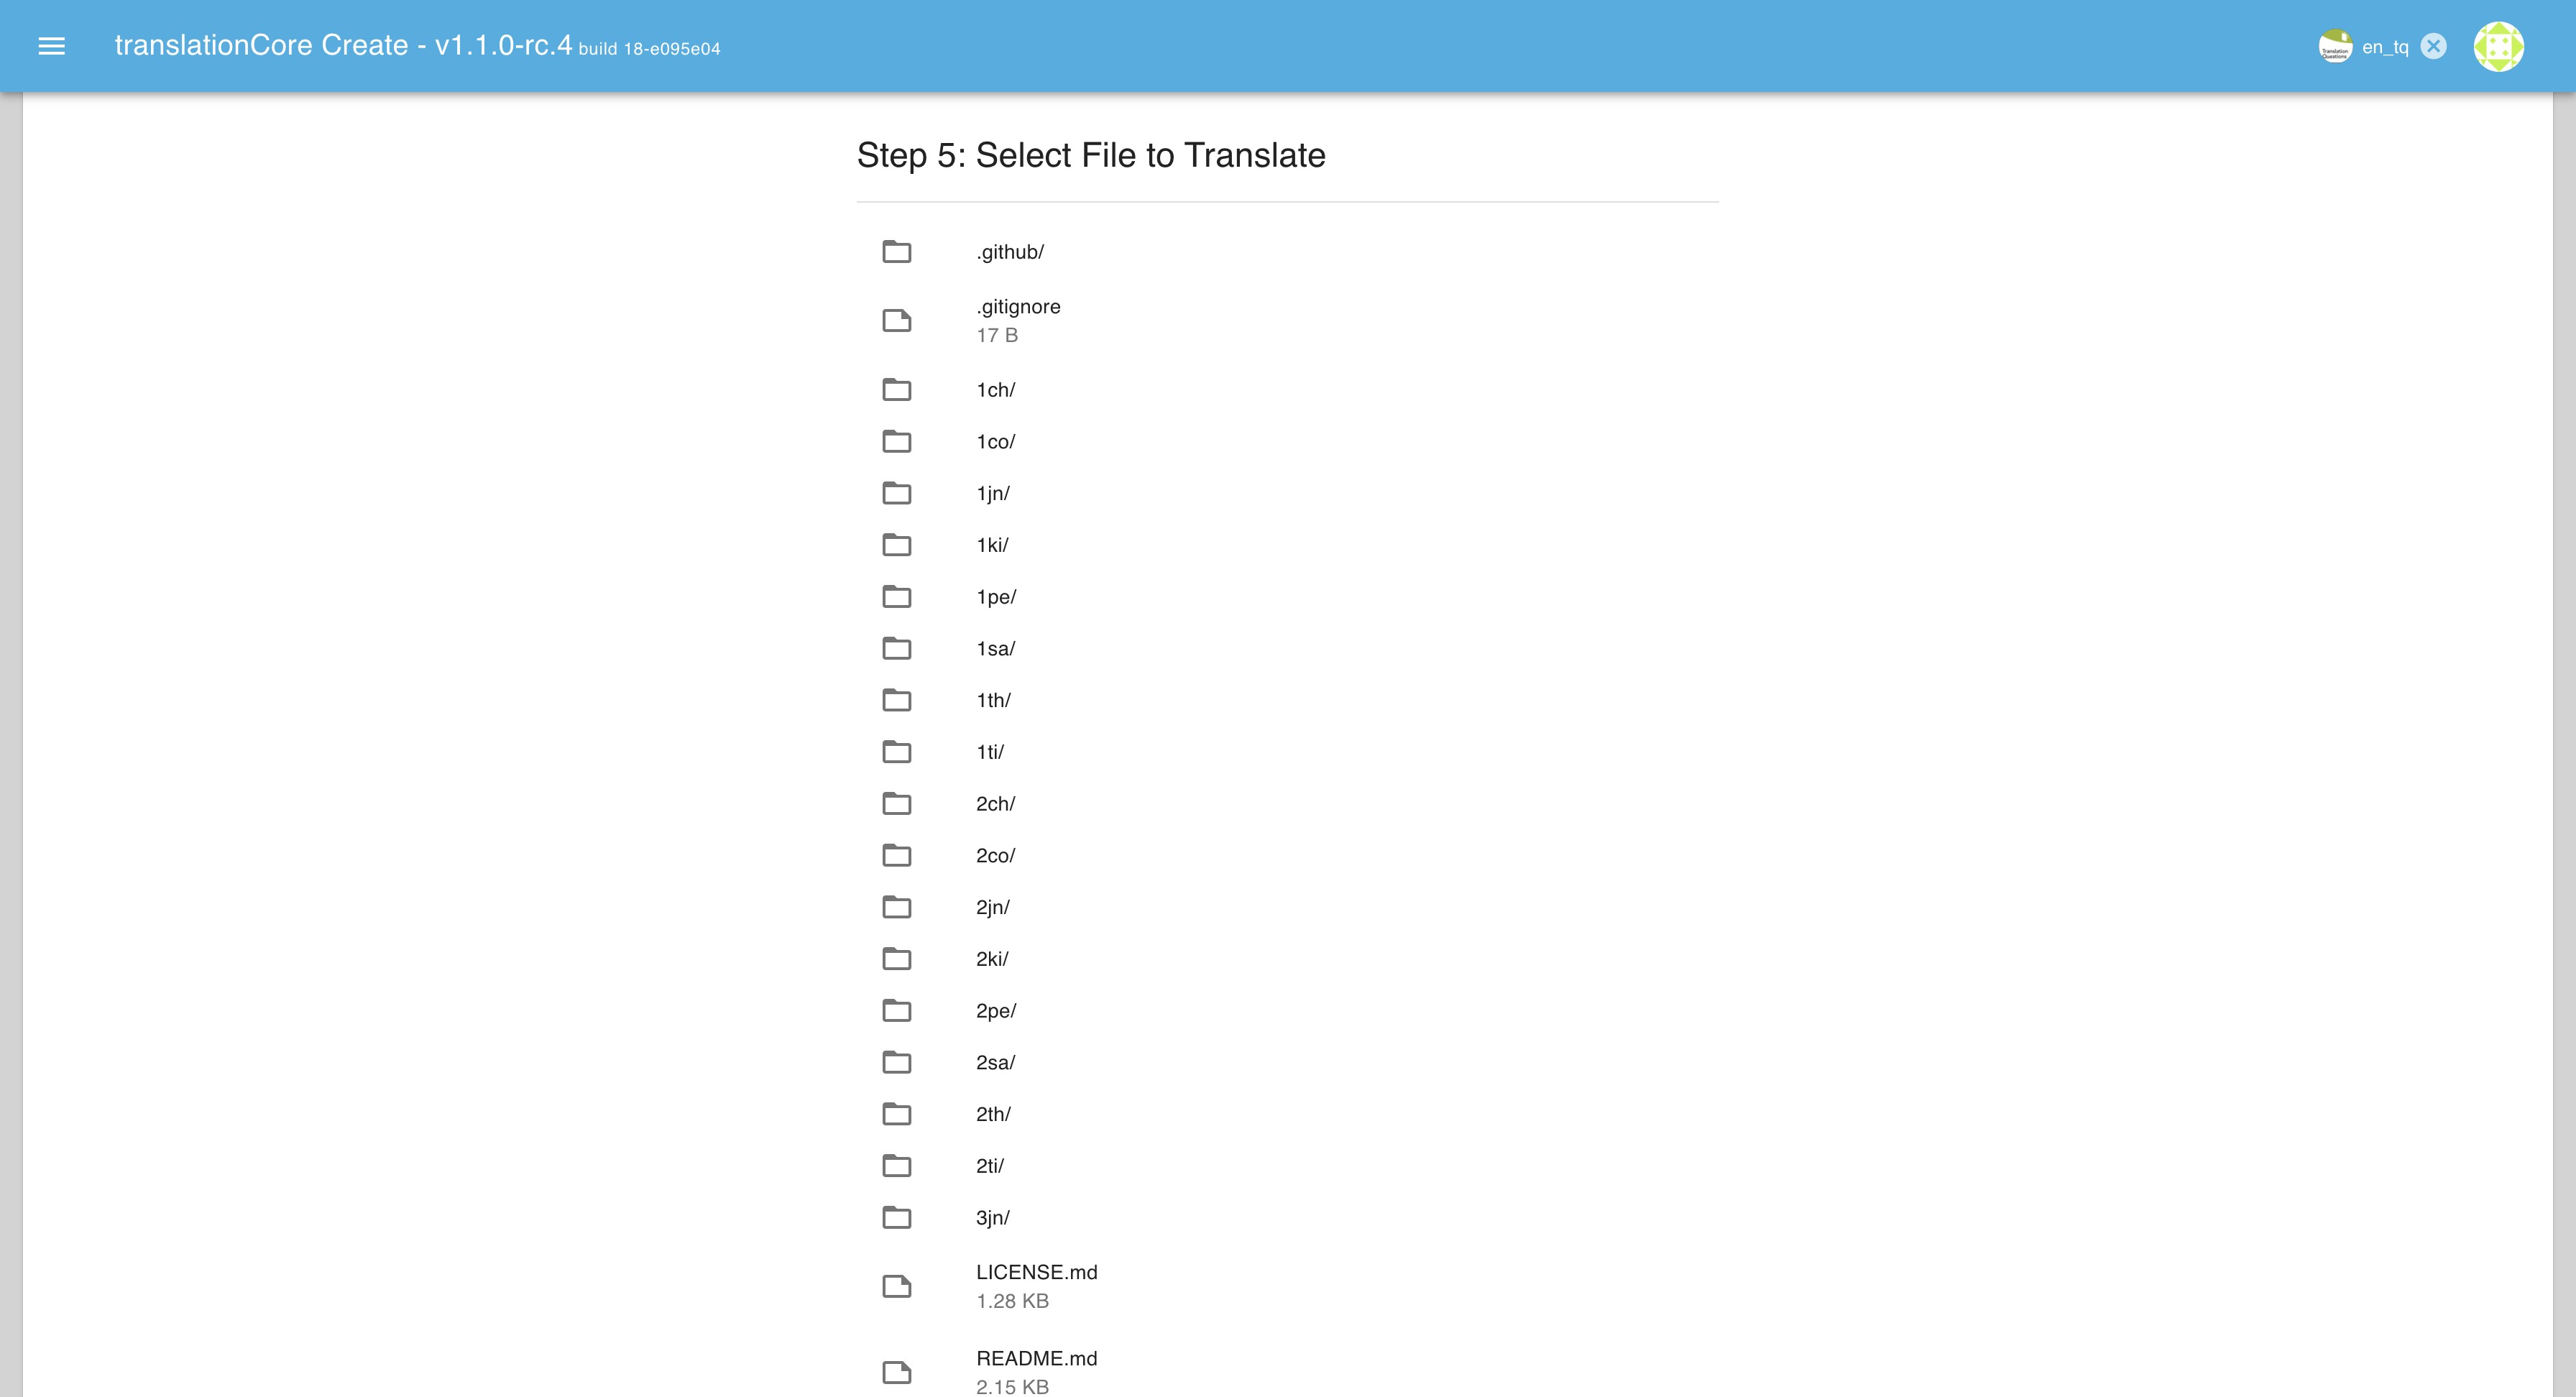 translationCore Create - v1.1.0-rc.4 build 18-e095e04
Translation
Questions
en_tq
Step 5: Select File to Translate
.github/
.gitignore
17 B
1ch/
1co/
1jn/
1ki/
1pe/
1sa/
1th/
1ti/
2ch/
2co/
2jn/
2ki/
2pe/
2sa/
2th/
2ti/
3jn/
LICENSE.md
1.28 KB
README.md
2.15 KB